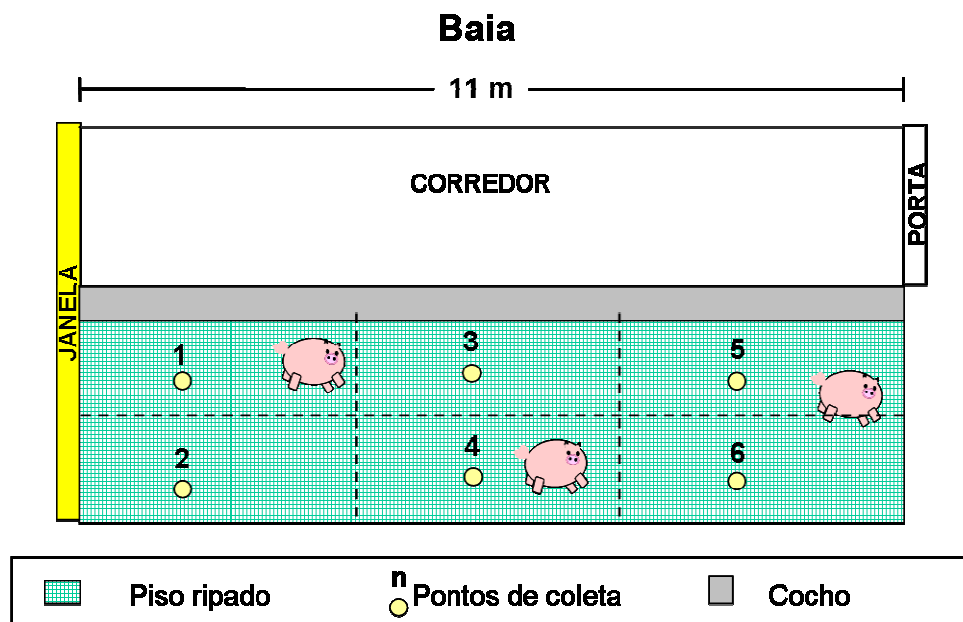 Baia
11 m
CORREDOR
PORTA
JANELA
1
3
5
2
4
6
Piso ripado
n
Pontos de coleta
Cocho